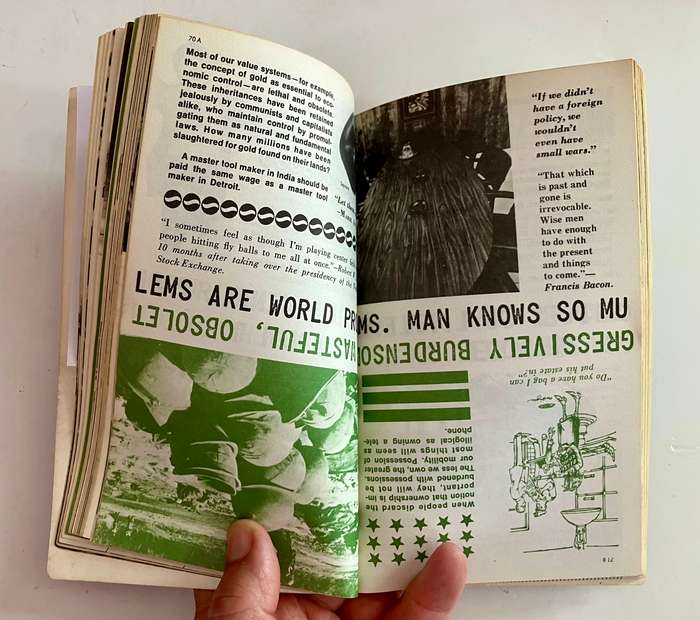 70 A
Most of our value systems—for example,
the concept of gold as essential to eco-
nomic control—are lethal and obsolete.
These inheritances have been retained
jealously by communists and capitalists
alike, who maintain control by promul-
gating them as natural and fundamental
laws. How many millions have been
slaughtered for gold found on their lands?
A master tool maker in India should be
paid the same wage as a master tool
maker in Detroit.
"I sometimes feel as though I'm playing center
people hitting fly balls to me all at once."—Robert
10 months after taking over the presidency of the
Stock Exchange.
"Let
"If we didn't
have a foreign
policy, we
wouldn't
even have
small wars."
"That which
is past and
gone is
irrevocable.
Wise men
have enough
to do with
the present
and things
to come."—
Francis Bacon.
LEMS ARE WORLD PR
MS. MAN KNOWS SO MU
GRESSIVELY BURDENSO
WASTEFUL, OBSOLET
"Do you have a bag I can
put his estate in?"
When people discard the
notion that ownership is im-
portant, they will not be
burdened with possessions.
The less we own, the greater
our mobility. Possession of
most things will seem as
illogical as owning a tele-
phone.
71 B